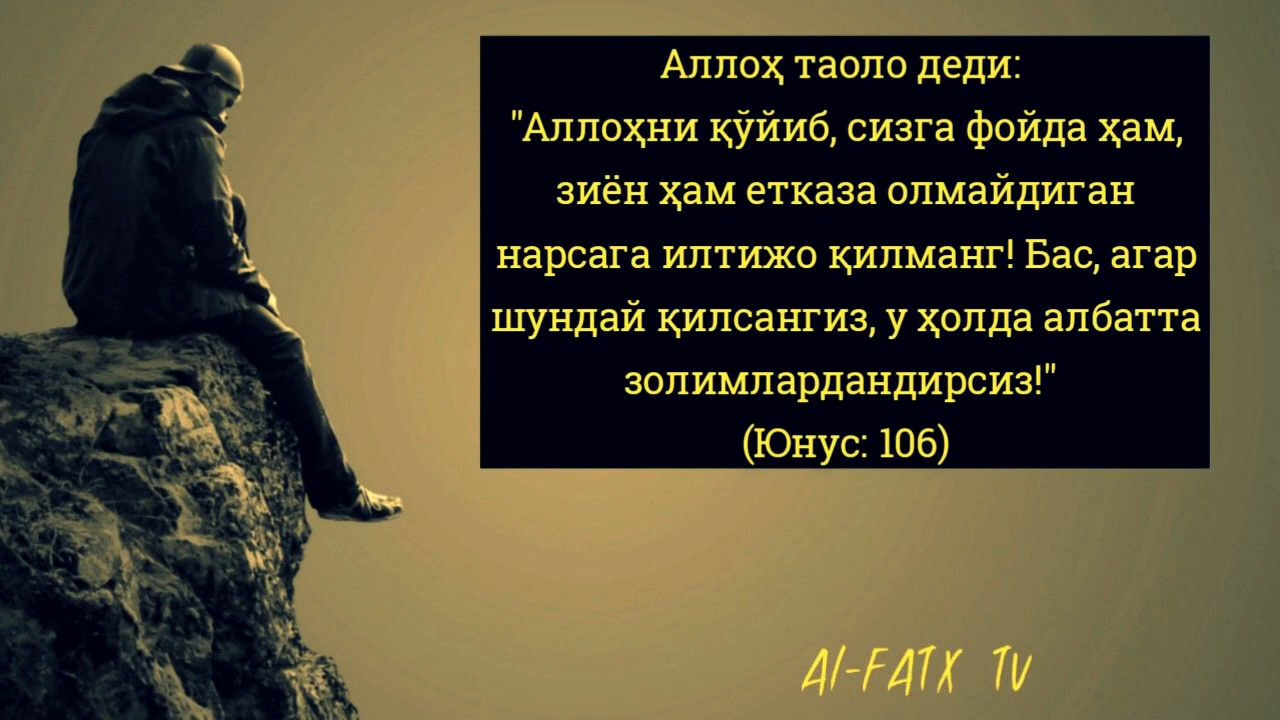 Аллоҳ таоло деди:
"Аллоҳни қўйиб, сизга фойда ҳам,
зиён ҳам етказа олмайдиган
нарсага илтижо қилманг! Бас, агар
шундай қилсангиз, у ҳолда албатта
золимлардандирсиз!"
(Юнус: 106)
Al-FATX TV